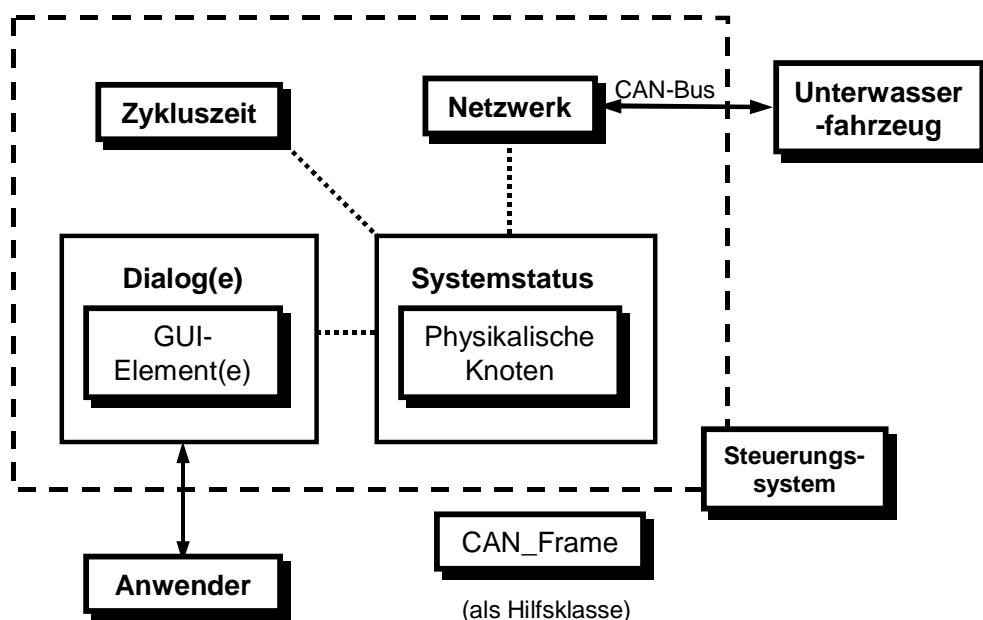 Zykluszeit
Netzwerk
CAN-Bus
Unterwasser
-fahrzeug
Dialog(e)
GUI-
Element(e)
Systemstatus
Physikalische
Knoten
Steuerungs-
system
CAN_Frame
(als Hilfsklasse)
Anwender